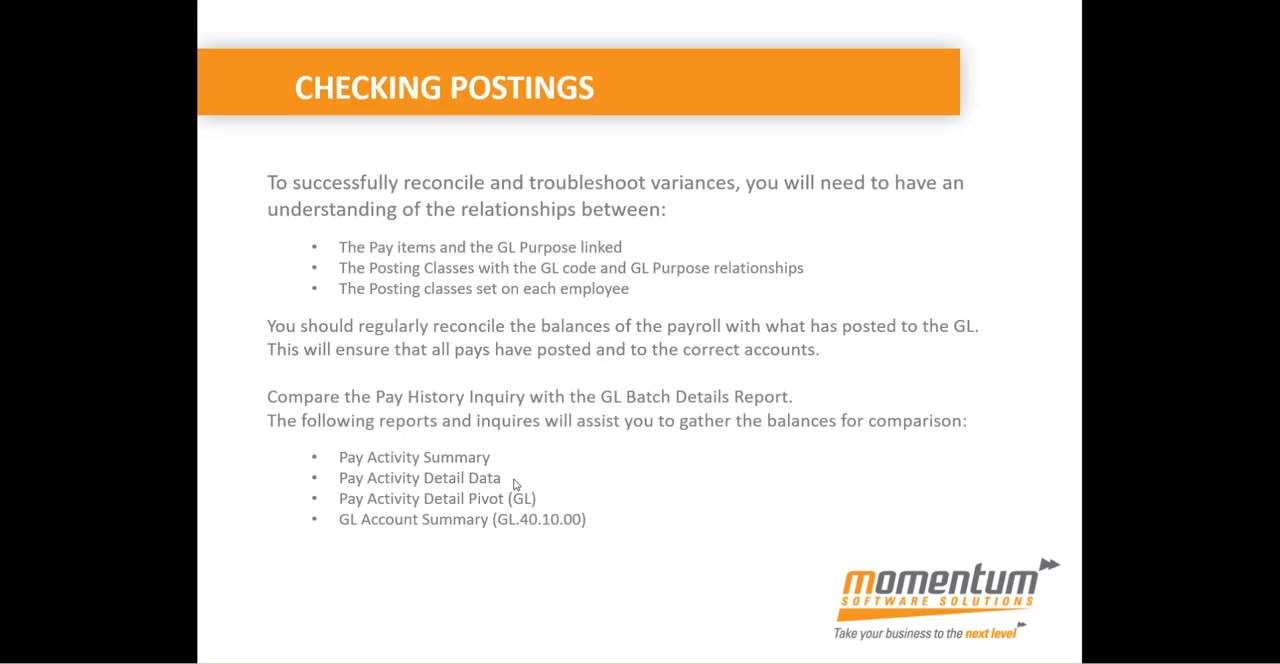 CHECKING POSTINGS
To successfully reconcile and troubleshoot variances, you will need to have an
understanding of the relationships between:
• The Pay items and the GL Purpose linked
• The Posting Classes with the GL code and GL Purpose relationships
• The Posting classes set on each employee
You should regularly reconcile the balances of the payroll with what has posted to the GL.
This will ensure that all pays have posted and to the correct accounts.
Compare the Pay History Inquiry with the GL Batch Details Report.
The following reports and inquires will assist you to gather the balances for comparison:
• Pay Activity Summary
• Pay Activity Detail Data
• Pay Activity Detail Pivot (GL)
• GL Account Summary (GL.40.10.00)
momentum
SOFTWARE SOLUTIONS
Take your business to the next level